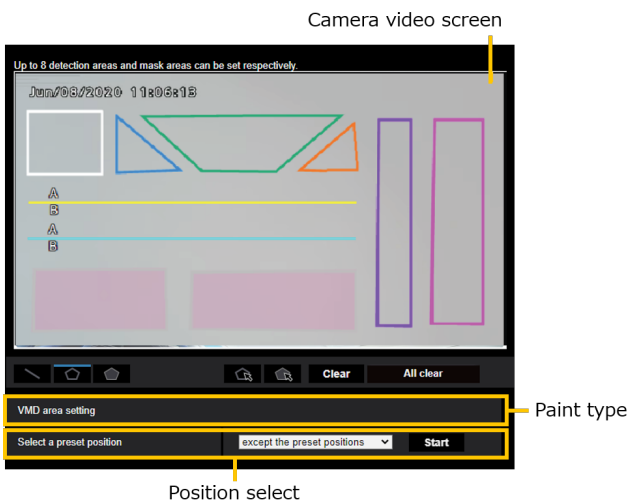 Camera video screen
Up to 8 detection areas and mask areas can be set respectively.
Jun/08/2020 11:06:13
A
B
A
B
Clear
All clear
VMD area setting
Paint type
Select a preset position
except the preset positions
Start
Position select